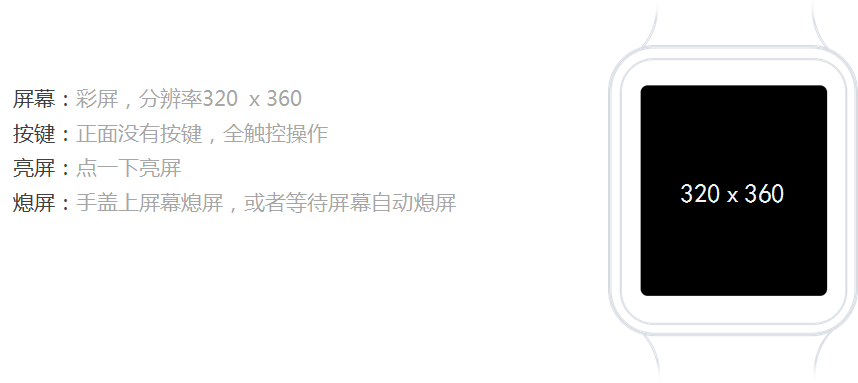 屏幕：彩屏，分辨率320 x 360
按键：正面没有按键，全触控操作
亮屏：点一下亮屏
熄屏：手盖上屏幕熄屏，或者等待屏幕自动熄屏
320 x 360